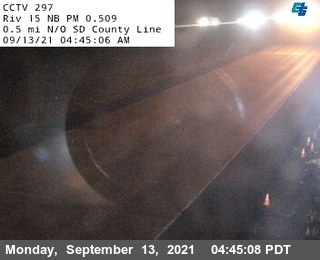 CCTV 297
Riv 15 NB PM 0.509
0.5 mi N/O SD County Line
09/13/21 04:45:06 AM
Monday, September 13, 2021 04:45:08 PDT